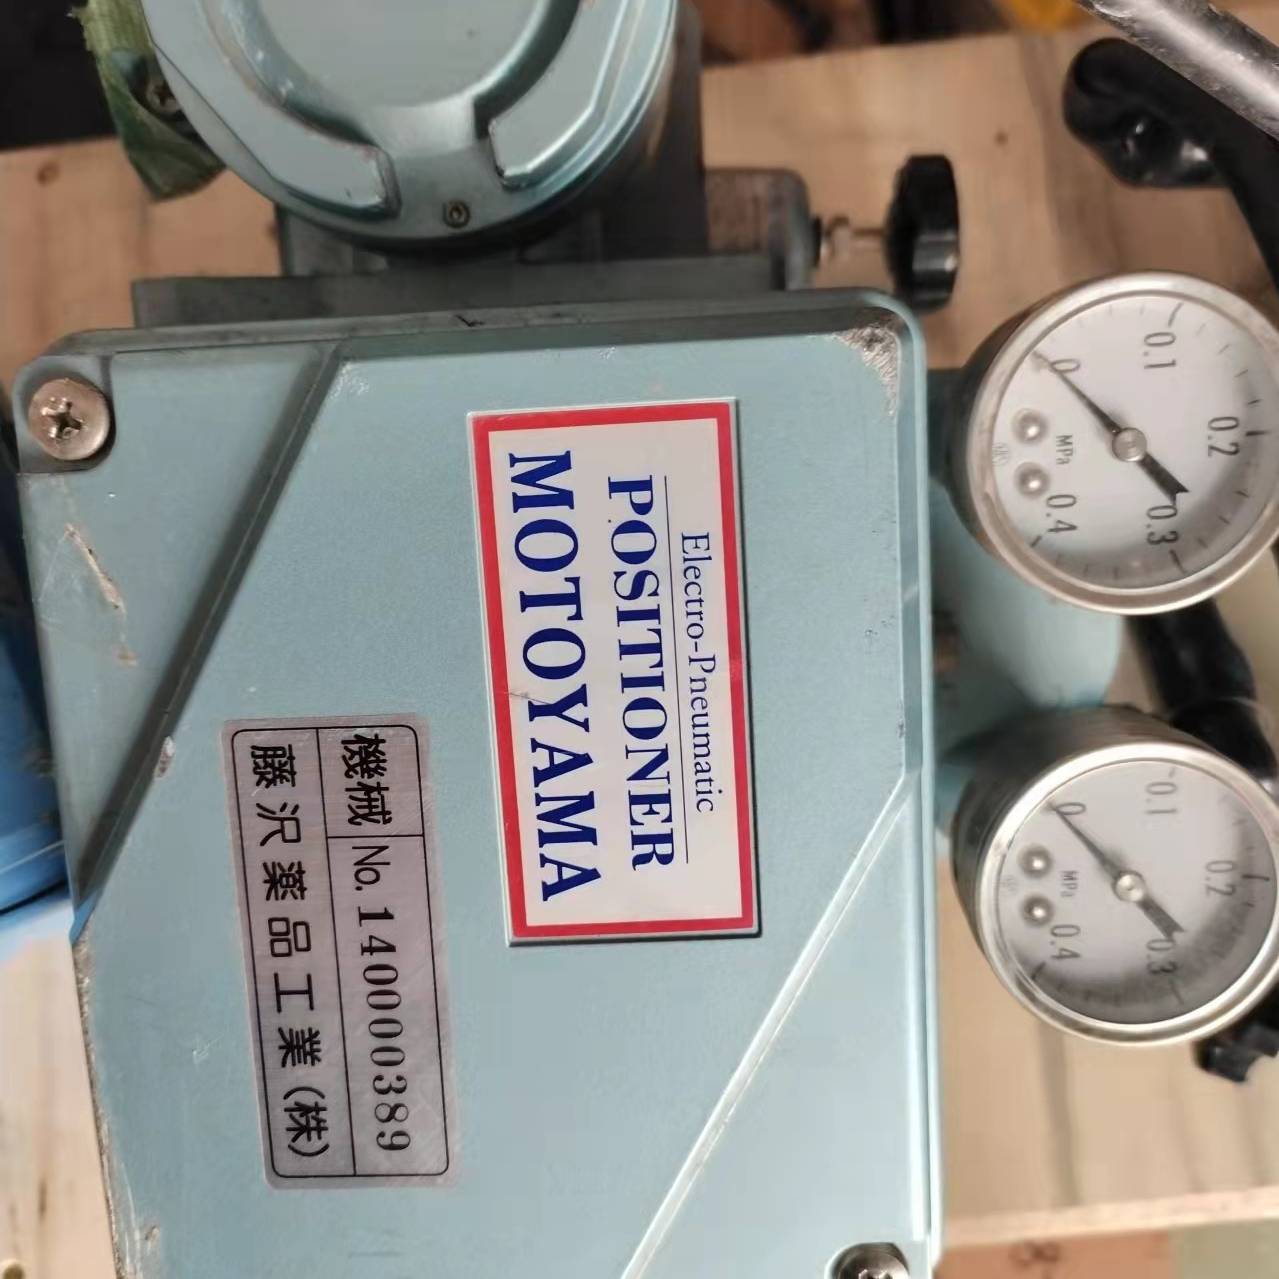 Electro-Pneumatic
POSITIONER
MOTOYAMA
機械 No. 140000389
藤沢薬品工業(株)
0
0.1
0.2
0.3
0.4
MPa
0
0.1
0.2
0.3
0.4
MPa